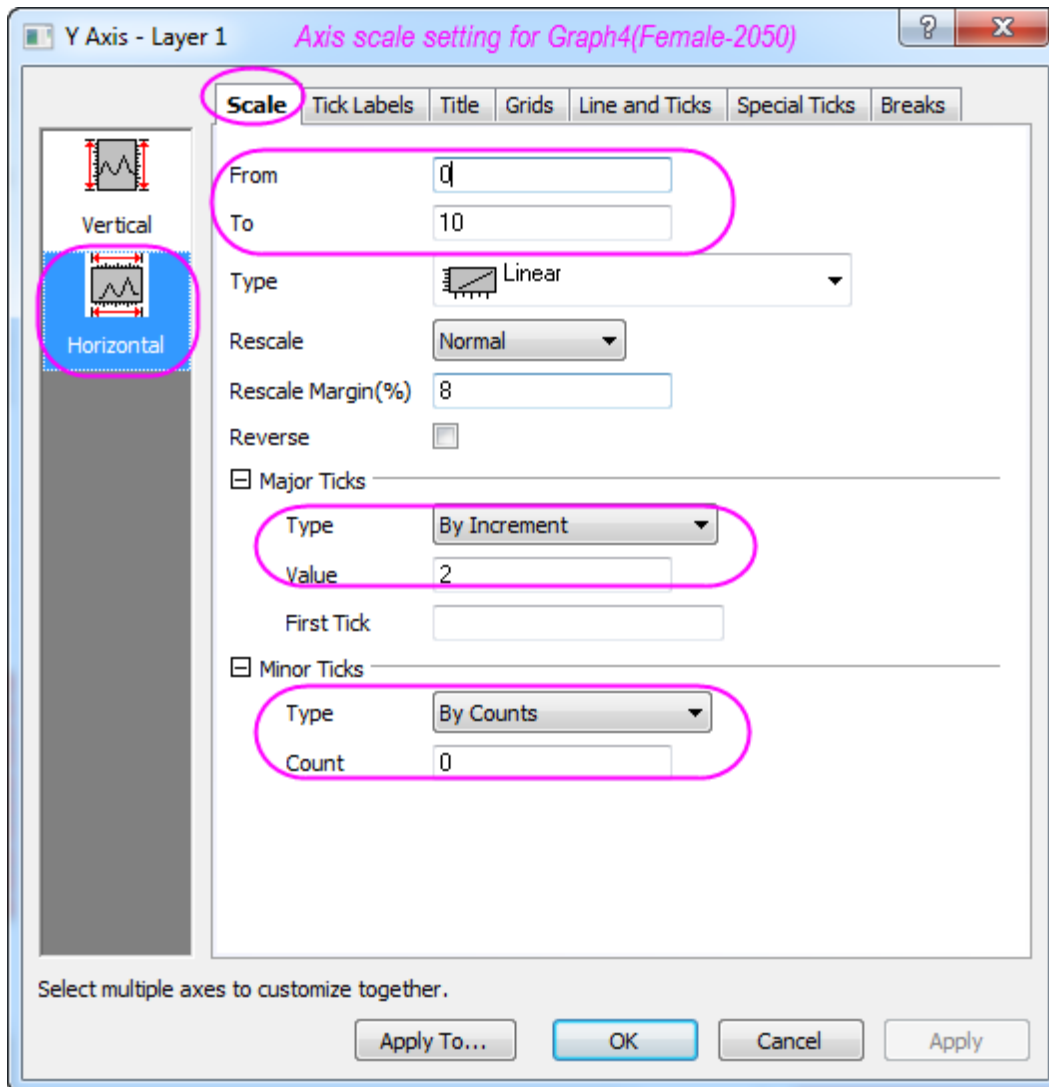 Y Axis - Layer 1 Axis scale setting for Graph4(Female-2050) ? X
Scale Tick Labels Title Grids Line and Ticks Special Ticks Breaks
Vertical
Horizontal
From 0
To 10
Type Linear
Rescale Normal
Rescale Margin(%) 8
Reverse
Major Ticks
Type By Increment
Value 2
First Tick
Minor Ticks
Type By Counts
Count 0
Select multiple axes to customize together.
Apply To... OK Cancel Apply